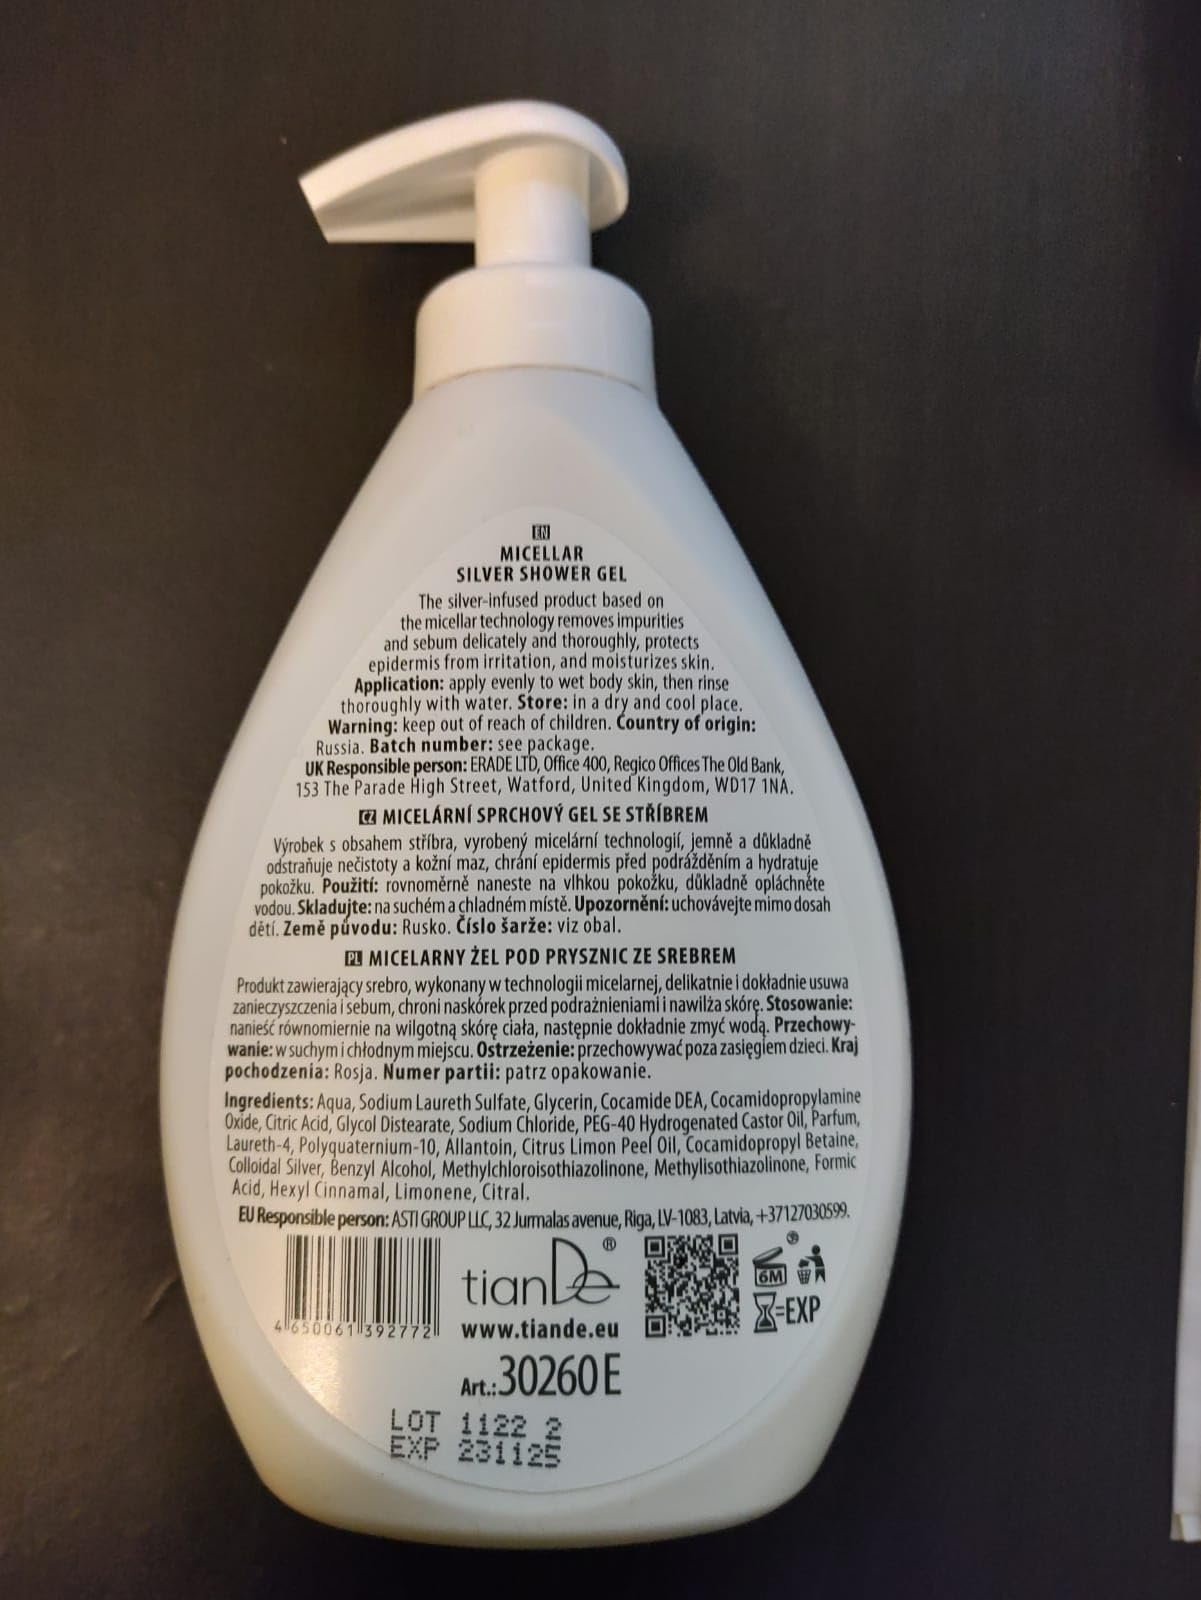 EN
MICELLAR
SILVER SHOWER GEL
The silver-infused product based on
the micellar technology removes impurities
and sebum delicately and thoroughly, protects
epidermis from irritation, and moisturizes skin.
Application: apply evenly to wet body skin, then rinse
thoroughly with water. Store: in a dry and cool place.
Warning: keep out of reach of children. Country of origin:
Russia. Batch number: see package.
UK Responsible person: ERADE LTD, Office 400, Regico Offices The Old Bank,
153 The Parade High Street, Watford, United Kingdom, WD17 1NA.
CZ MICELÁRNÍ SPRCHOVÝ GEL SE STŘÍBREM
Výrobek s obsahem stříbra, vyrobený micelární technologií, jemně a důkladně
odstraňuje nečistoty a kožní maz, chrání epidermis před podrážděním a hydratuje
pokožku. Použití: rovnoměrně naneste na vlhkou pokožku, důkladně opláchněte
vodou. Skladujte: na suchém a chladném místě. Upozornění: uchovávejte mimo dosah
dětí. Země původu: Rusko. Číslo šarže: viz obal.
PL MICELARNY ŻEL POD PRYSZNIC ZE SREBREM
Produkt zawierający srebro, wykonany w technologii micelarnej, delikatnie i dokładnie usuwa
zanieczyszczenia i sebum, chroni naskórek przed podrażnieniami i nawilża skórę. Stosowanie:
nanieść równomiernie na wilgotną skórę ciała, następnie dokładnie zmyć wodą. Przechowy-
wanie: w suchym i chłodnym miejscu. Ostrzeżenie: przechowywać poza zasięgiem dzieci. Kraj
pochodzenia: Rosja. Numer partii: patrz opakowanie.
Ingredients: Aqua, Sodium Laureth Sulfate, Glycerin, Cocamide DEA, Cocamidopropylamine
Oxide, Citric Acid, Glycol Distearate, Sodium Chloride, PEG-40 Hydrogenated Castor Oil, Parfum,
Laureth-4, Polyquaternium-10, Allantoin, Citrus Limon Peel Oil, Cocamidopropyl Betaine,
Colloidal Silver, Benzyl Alcohol, Methylchloroisothiazolinone, Methylisothiazolinone, Formic
Acid, Hexyl Cinnamal, Limonene, Citral.
EU Responsible person: ASTI GROUP LLC, 32 Jurmalas avenue, Riga, LV-1083, Latvia, +37127030599.
4 650061 392772
tianDe®
www.tiande.eu
6M
=EXP
Art.: 30260E
LOT 1122 2
EXP 231125